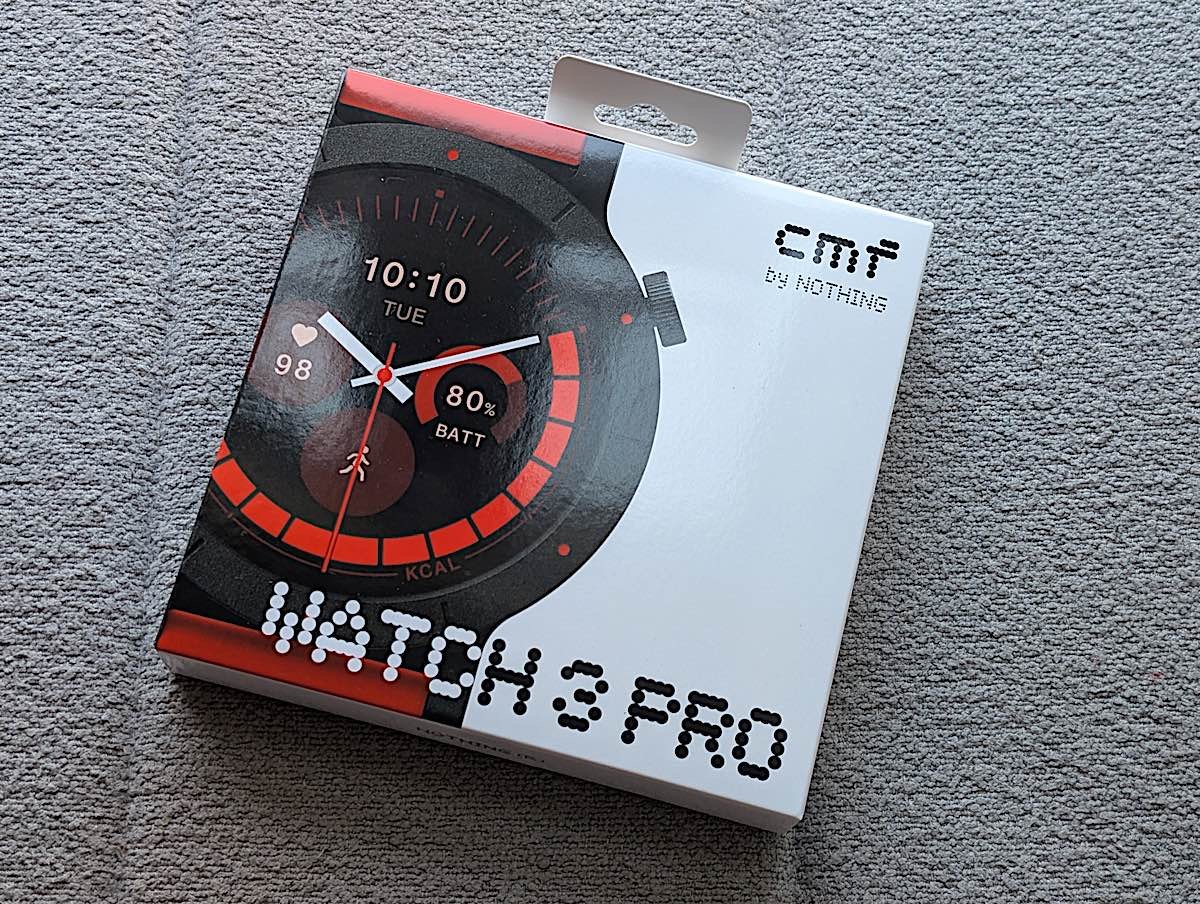 cmf
by NOTHING
10:10
TUE
98
80%
BATT
KCAL
WATCH 3 PRO